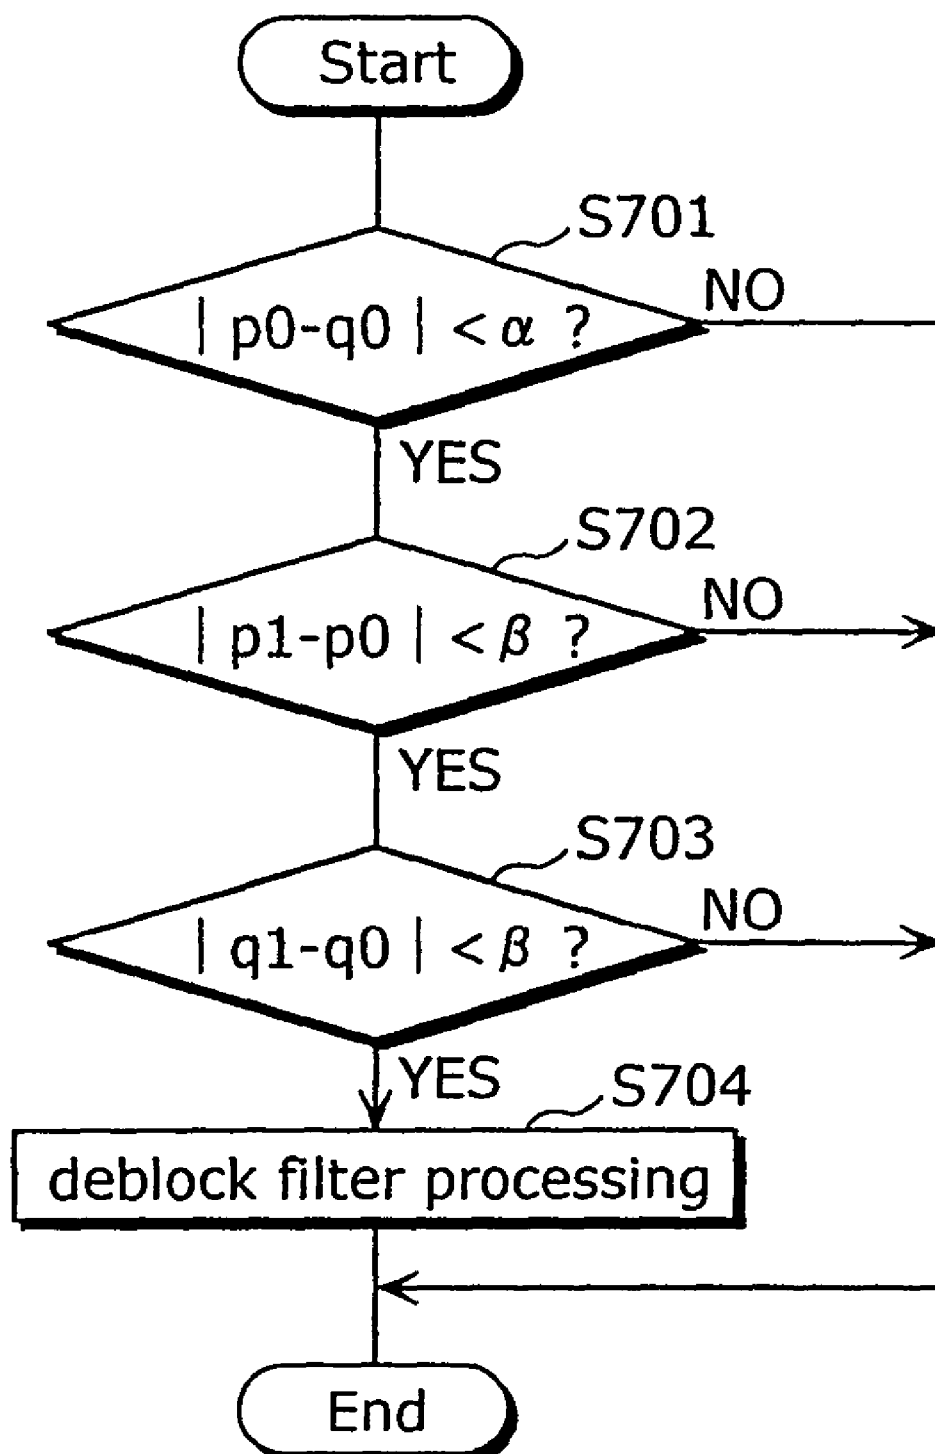 Start
S701
| p0-q0 | < α ?
NO
YES
S702
| p1-p0 | < β ?
NO
YES
S703
| q1-q0 | < β ?
NO
YES
S704
deblock filter processing
End